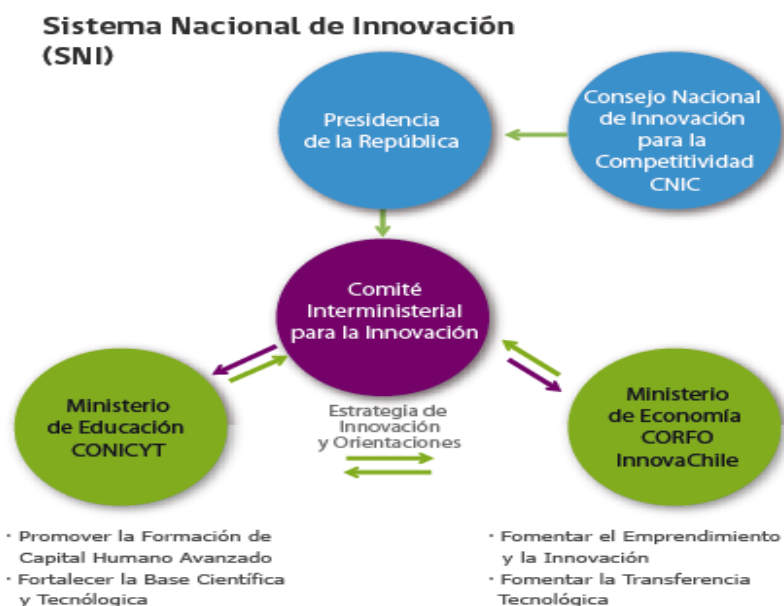 Sistema Nacional de Innovación
(SNI)
Presidencia
de la República
Consejo Nacional
de Innovación
para la
Competitividad
CNIC
Comité
Interministerial
para la Innovación
Ministerio
de Educación
CONICYT
Estrategia de
Innovación
y Orientaciones
Ministerio
de Economía
CORFO
InnovaChile
· Promover la Formación de
Capital Humano Avanzado
· Fortalecer la Base Científica
y Tecnólogica
· Fomentar el Emprendimiento
y la Innovación
· Fomentar la Transferencia
Tecnológica